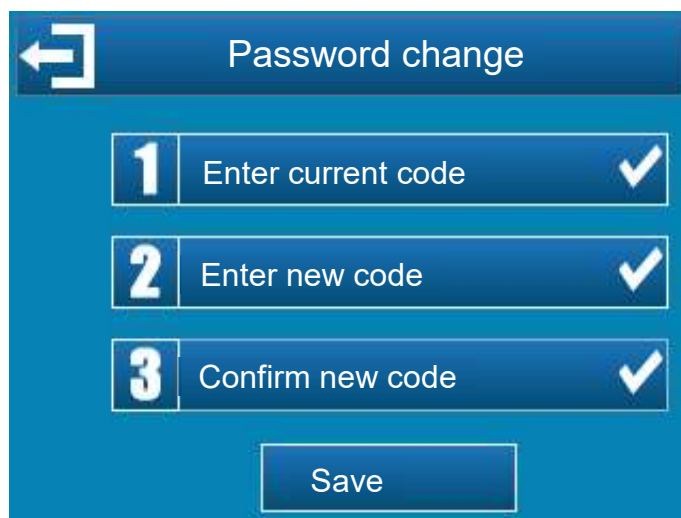 Password change
1 Enter current code
2 Enter new code
3 Confirm new code
Save